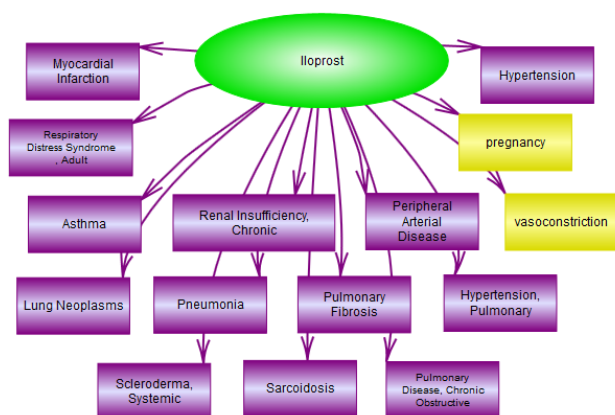 Iloprost
Myocardial
Infarction
Hypertension
Respiratory
Distress Syndrome
, Adult
pregnancy
Asthma
Renal Insufficiency,
Chronic
Peripheral
Arterial
Disease
vasoconstriction
Lung Neoplasms
Pneumonia
Pulmonary
Fibrosis
Hypertension,
Pulmonary
Scleroderma,
Systemic
Sarcoidosis
Pulmonary
Disease, Chronic
Obstructive